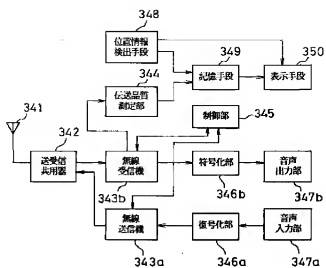 348
位置情報
検出手段
349
350
344
記憶手段
表示手段
伝送品質
測定部
341
345
制御部
342
送受信
共用器
無線
受信機
符号化部
音声
出力部
343b
346b
347b
無線
送信機
復号化部
音声
入力部
343a
346a
347a